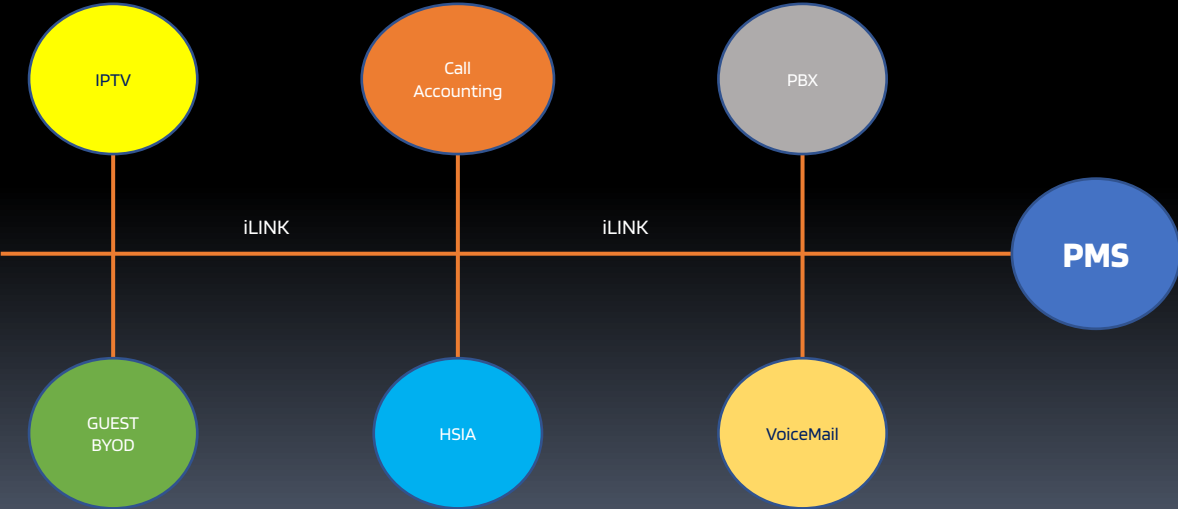 IPTV
Call
Accounting
PBX
iLINK
iLINK
PMS
GUEST
BYOD
HSIA
VoiceMail